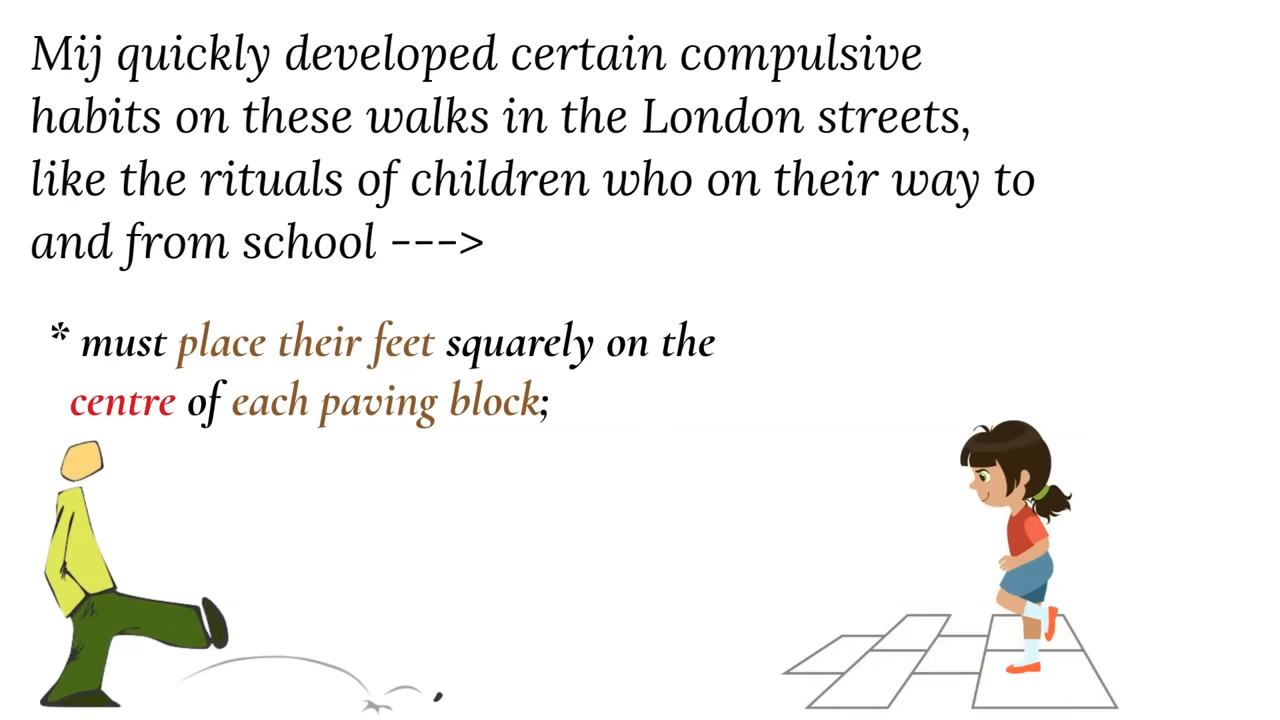 Mij quickly developed certain compulsive
habits on these walks in the London streets,
like the rituals of children who on their way to
and from school --->
* must place their feet squarely on the
centre of each paving block;